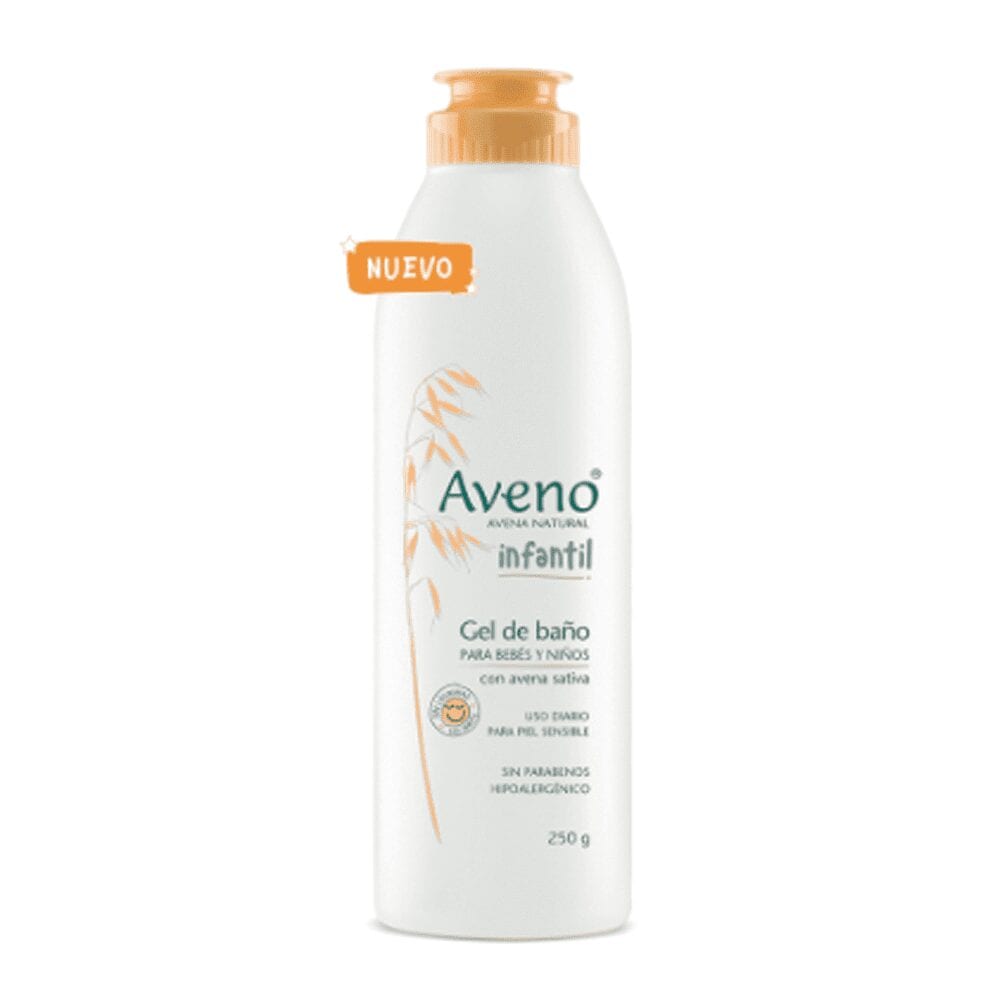 NUEVO
Aveno®
AVENA NATURAL
infantil
Gel de baño
PARA BEBÉS Y NIÑOS
con avena sativa
USO DIARIO
PARA PIEL SENSIBLE
SIN PARABENOS
HIPOALERGÉNICO
250 g